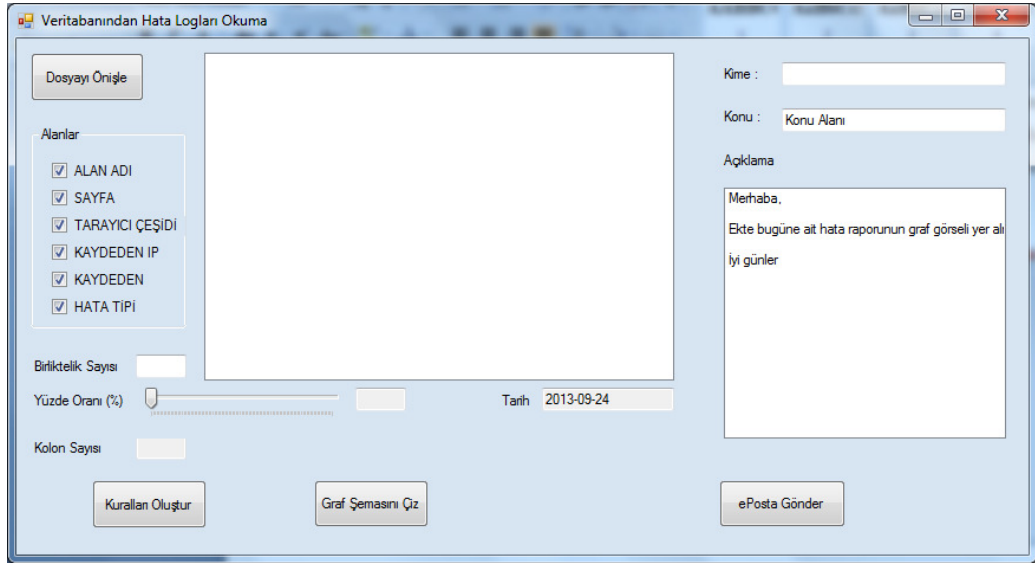 Veritabanından Hata Logları Okuma
Dosyayı Önişle
Alanlar
ALAN ADI
SAYFA
TARAYICI ÇEŞİDİ
KAYDEDEN IP
KAYDEDEN
HATA TİPİ
Birliktelik Sayısı
Yüzde Oranı (%)
Tarih 2013-09-24
Kolon Sayısı
Kuralları Oluştur
Graf Şemasını Çiz
Kime :
Konu : Konu Alanı
Açıklama
Merhaba,
Ekte bugüne ait hata raporunun graf görseli yer alı
İyi günler
ePosta Gönder